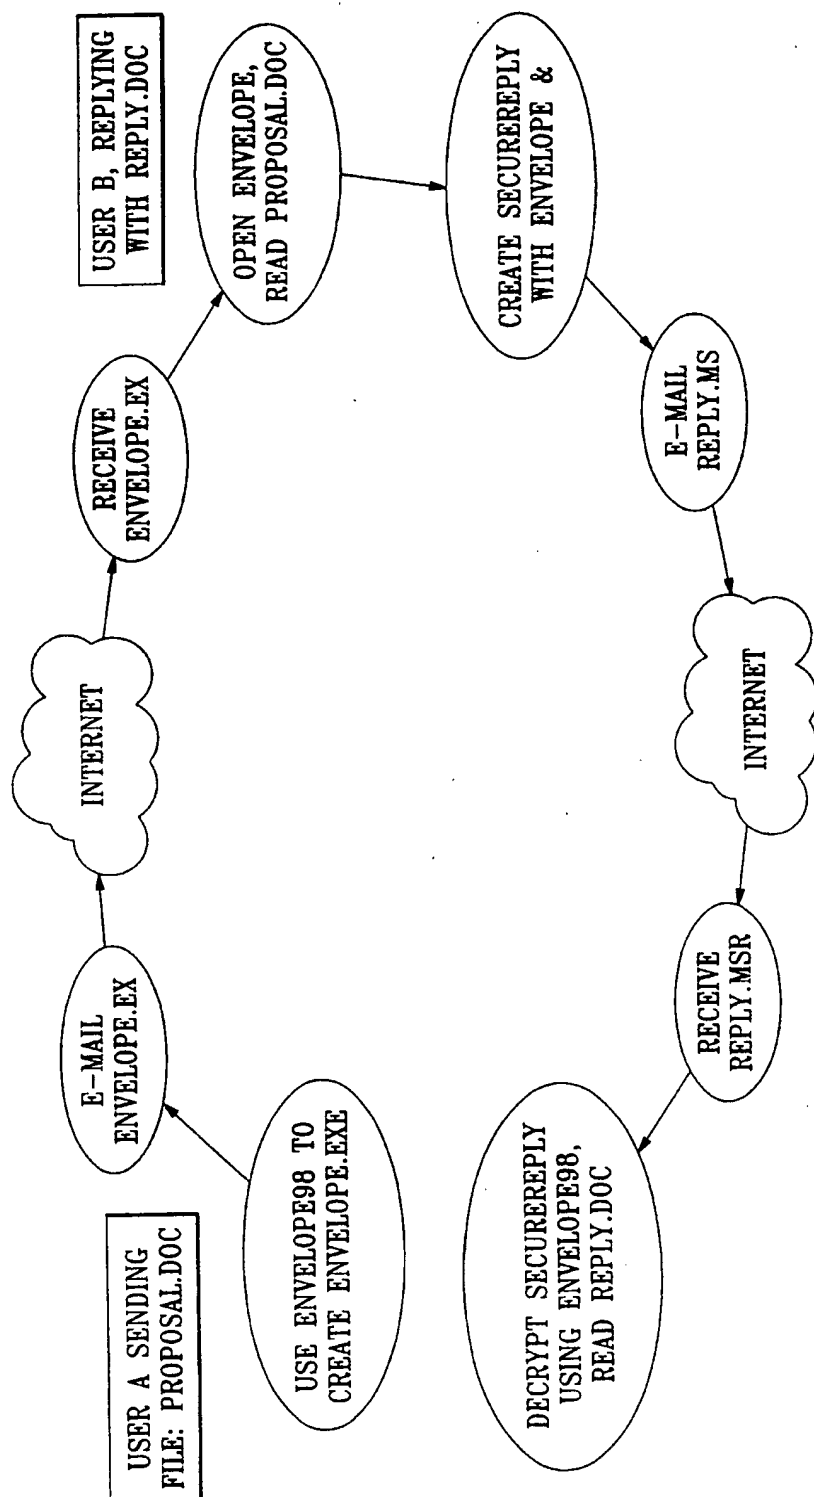 USER A SENDING
FILE: PROPOSAL.DOC
USE ENVELOPE98 TO
CREATE ENVELOPE.EXE
E-MAIL
ENVELOPE.EX
INTERNET
RECEIVE
ENVELOPE.EX
USER B, REPLYING
WITH REPLY.DOC
OPEN ENVELOPE,
READ PROPOSAL.DOC
CREATE SECUREREPLY
WITH ENVELOPE &
E-MAIL
REPLY.MS
INTERNET
RECEIVE
REPLY.MSR
DECRYPT SECUREREPLY
USING ENVELOPE98,
READ REPLY.DOC